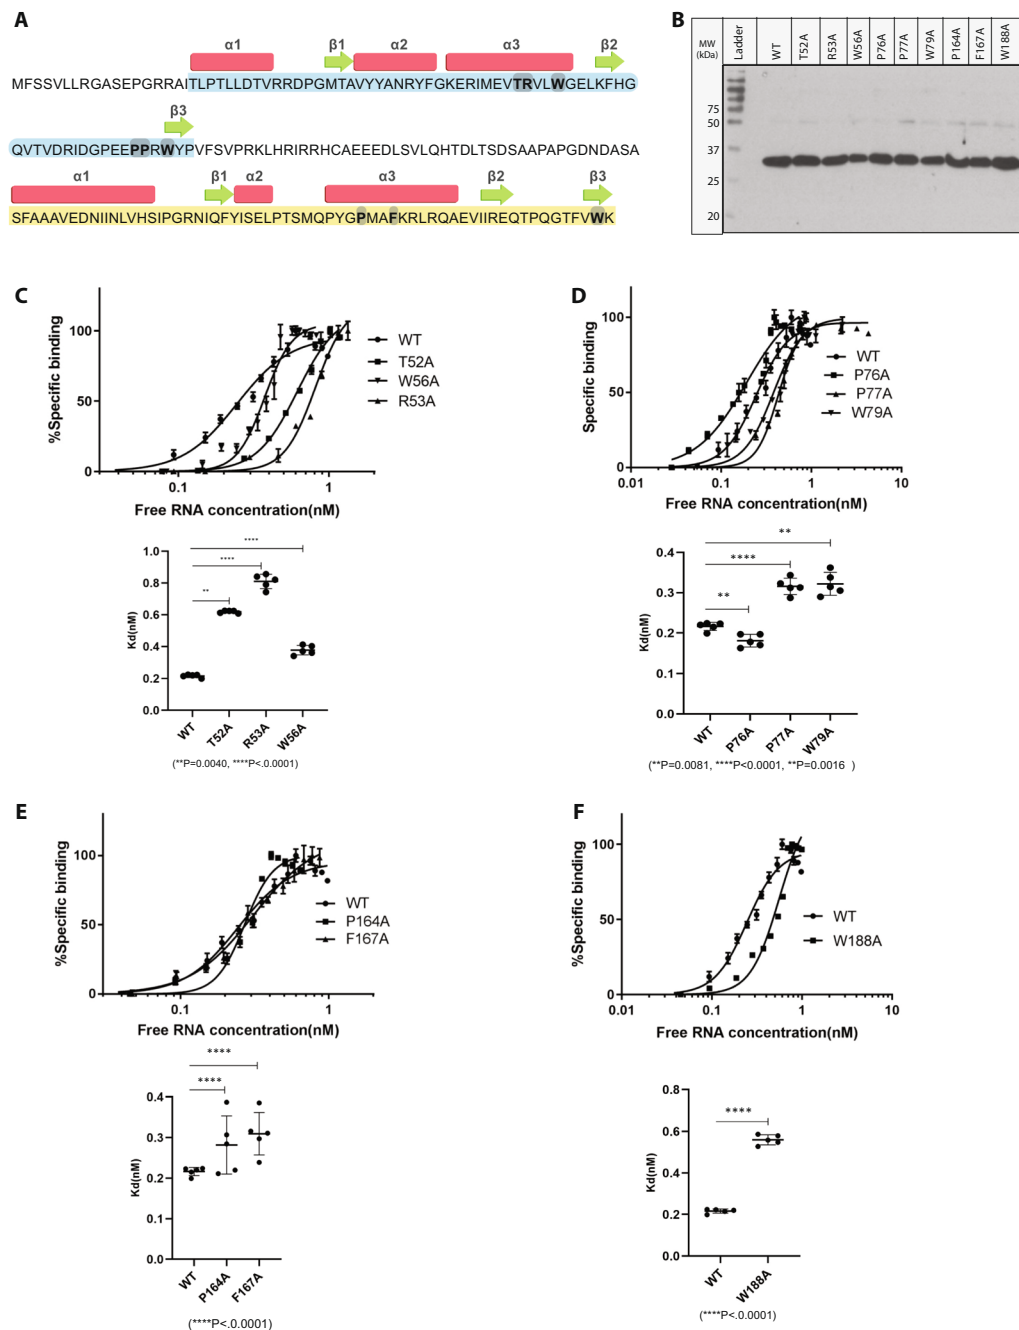 A
α1 β1 α2 α3 β2
MFSSVLLRGASEPGRRAITLPTLLDTVRRDPGMTAVYYANRYFGKERIMEVTRVLWGELKFHG
β3
QVTVDRIDGPEEPPRWYPVFSVPRKLHRIRRHCAEEEDLSVLQHTDLTSDSAAPAPGDNDASA
α1 β1 α2 α3 β2 β3
SFAAAVEDNIINLVHSIPGRNIQFYISELPTSMQPYGPMAFKRLRQAEVIIREQTPQGTFVWK
B
MW (kDa) Ladder WT T52A R53A W56A P76A P77A W79A P164A F167A W188A
75
50
37
25
20
C
%Specific binding
100
50
0
0.1 1
Free RNA concentration(nM)
WT
T52A
W56A
R53A
****
****
**
Kd(nM)
1.0
0.8
0.6
0.4
0.2
0.0
WT T52A R53A W56A
(**P=0.0040, ****P<.0001)
D
Specific binding
100
50
0
0.01 0.1 1 10
Free RNA concentration(nM)
WT
P76A
P77A
W79A
**
****
**
Kd(nM)
0.4
0.3
0.2
0.1
0.0
WT P76A P77A W79A
(**P=0.0081, ****P<0.0001, **P=0.0016 )
E
%Specific binding
100
50
0
0.1 1
Free RNA concentration(nM)
WT
P164A
F167A
****
****
Kd(nM)
0.4
0.3
0.2
0.1
0.0
WT P164A F167A
(****P<.0.0001)
F
%Specific binding
100
50
0
0.01 0.1 1 10
Free RNA concentration(nM)
WT
W188A
****
Kd(nM)
0.8
0.6
0.4
0.2
0.0
WT W188A
(****P<.0.0001)